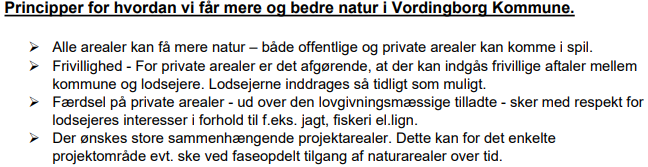 Principper for hvordan vi får mere og bedre natur i Vordingborg Kommune.
➢ Alle arealer kan få mere natur – både offentlige og private arealer kan komme i spil.
➢ Frivillighed - For private arealer er det afgørende, at der kan indgås frivillige aftaler mellem
kommune og lodsejere. Lodsejerne inddrages så tidligt som muligt.
➢ Færdsel på private arealer - ud over den lovgivningsmæssige tilladte - sker med respekt for
lodsejeres interesser i forhold til f.eks. jagt, fiskeri el.lign.
➢ Der ønskes store sammenhængende projektarealer. Dette kan for det enkelte
projektområde evt. ske ved faseopdelt tilgang af naturarealer over tid.